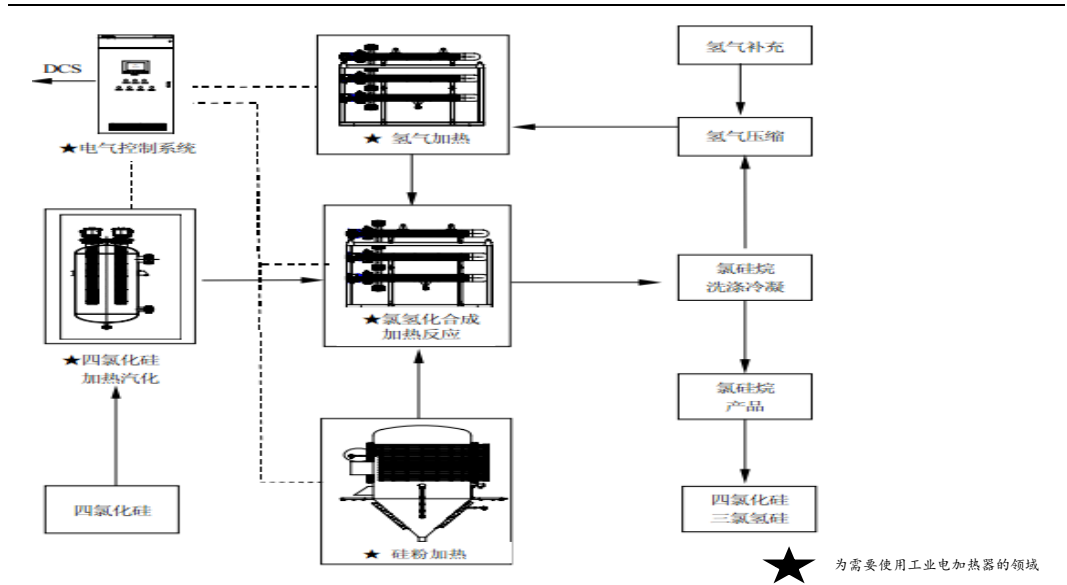 氢气补充
DCS
★电气控制系统
★ 氢气加热
氢气压缩
氯硅烷
洗涤冷凝
★氯氢化合成
加热反应
★四氯化硅
加热汽化
氯硅烷
产品
四氯化硅
四氯化硅
三氯氢硅
★ 硅粉加热
★ 为需要使用工业电加热器的领域